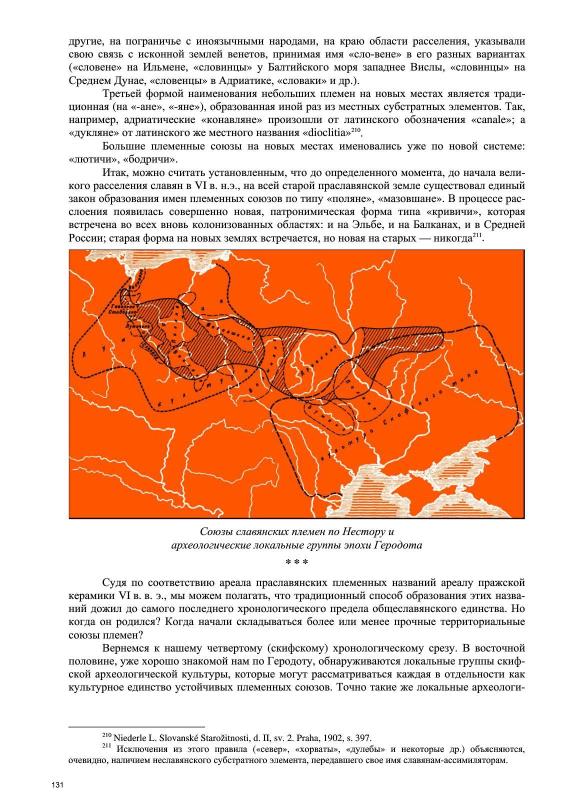 другие, на пограничье с иноязычными народами, на краю области расселения, указывали
свою связь с исконной землей венетов, принимая имя «сло-вене» в его разных вариантах
(«словене» на Ильмене, «словинцы» у Балтийского моря западнее Вислы, «словинцы» на
Среднем Дунае, «словенцы» в Адриатике, «словаки» и др.).
Третьей формой наименования небольших племен на новых местах является тради-
ционная (на «-ане», «-яне»), образованная иной раз из местных субстратных элементов. Так,
например, адриатические «конавляне» произошли от латинского обозначения «canale»; а
«дукляне» от латинского же местного названия «dioclitia»210.
Большие племенные союзы на новых местах именовались уже по новой системе:
«лютичи», «бодричи».
Итак, можно считать установленным, что до определенного момента, до начала вели-
кого расселения славян в VI в. н.э., на всей старой праславянской земле существовал единый
закон образования имен племенных союзов по типу «поляне», «мазовшане». В процессе рас-
слоения появилась совершенно новая, патронимическая форма типа «кривичи», которая
встречена во всех вновь колонизованных областях: и на Эльбе, и на Балканах, и в Средней
России; старая форма на новых землях встречается, но новая на старых — никогда211.
Союзы славянских племен по Нестору и
археологические локальные группы эпохи Геродота
* * *
Судя по соответствию ареала праславянских племенных названий ареалу пражской
керамики VI в. в. э., мы можем полагать, что традиционный способ образования этих назва-
ний дожил до самого последнего хронологического предела общеславянского единства. Но
когда он родился? Когда начали складываться более или менее прочные территориальные
союзы племен?
Вернемся к нашему четвертому (скифскому) хронологическому срезу. В восточной
половине, уже хорошо знакомой нам по Геродоту, обнаруживаются локальные группы скиф-
ской археологической культуры, которые могут рассматриваться каждая в отдельности как
культурное единство устойчивых племенных союзов. Точно такие же локальные археологи-
210 Niederle L. Slovanské Starožitnosti, d. II, sv. 2. Praha, 1902, s. 397.
211 Исключения из этого правила («север», «хорваты», «дулебы» и некоторые др.) объясняются,
очевидно, наличием неславянского субстратного элемента, передавшего свое имя славянам-ассимиляторам.
131